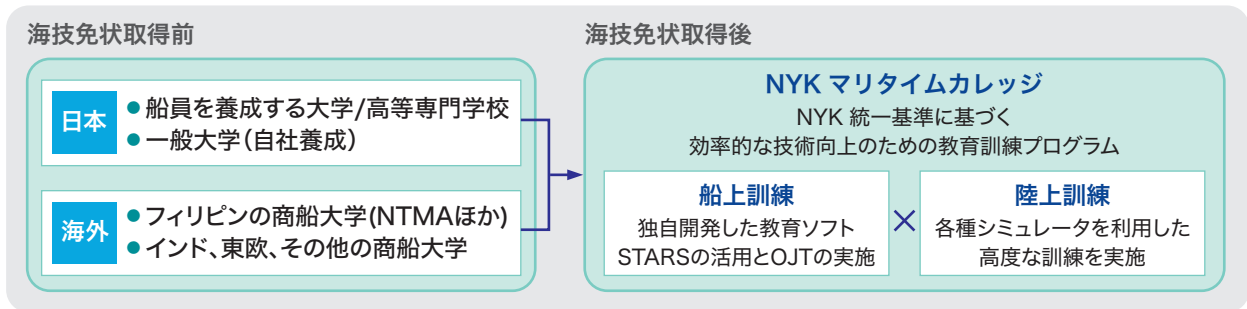 海技免状取得前
日本
●船員を養成する大学/高等専門学校
●一般大学(自社養成)
海外
●フィリピンの商船大学(NTMAほか)
●インド、東欧、その他の商船大学
海技免状取得後
NYK マリタイムカレッジ
NYK 統一基準に基づく
効率的な技術向上のための教育訓練プログラム
船上訓練
独自開発した教育ソフト
STARSの活用とOJTの実施
×
陸上訓練
各種シミュレータを利用した
高度な訓練を実施